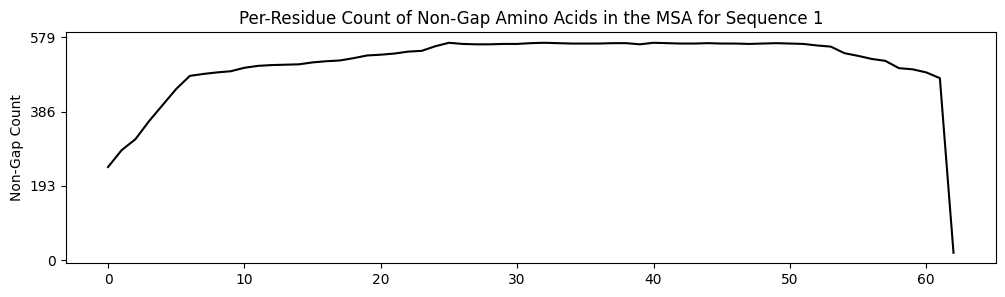 Per-Residue Count of Non-Gap Amino Acids in the MSA for Sequence 1
579
386
193
0
Non-Gap Count
0 10 20 30 40 50 60